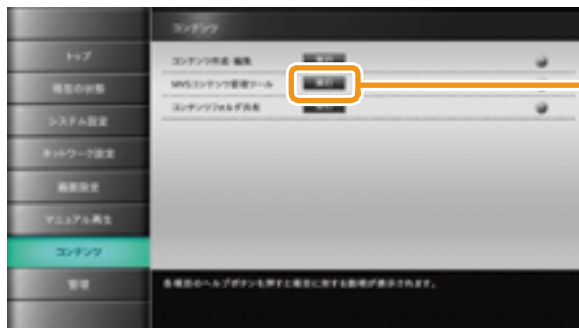 コンテンツ
トップ
現在の状態
システム設定
ネットワーク設定
画面設定
マニュアル再生
コンテンツ
管理
コンテンツ作成・編集
実行
MVSコンテンツ管理ツール
実行
コンテンツフォルダ共有
実行
各項目のヘルプボタンを押すと項目に対する説明が表示されます。